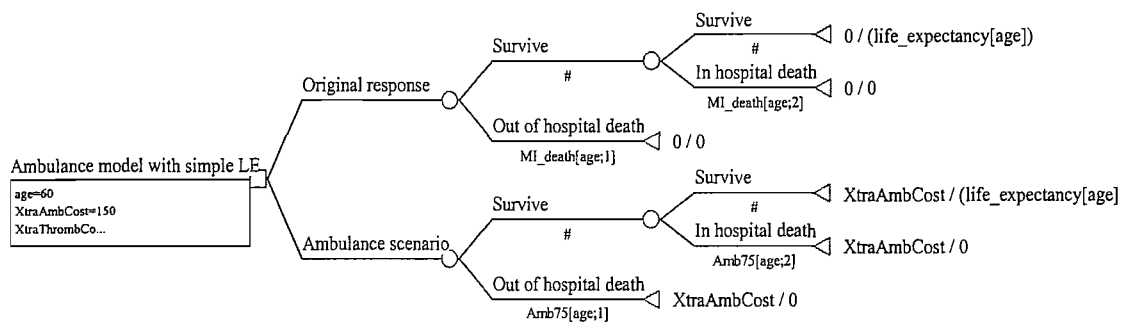 Survive
#
0 / (life_expectancy[age])
Survive
#
In hospital death
MI_death[age;2]
0 / 0
Original response
Out of hospital death
MI_death[age;1]
0 / 0
Ambulance model with simple LE
age=60
XtraAmbCost=150
XtraThrombCo...
Survive
#
XtraAmbCost / (life_expectancy[age]
Survive
#
In hospital death
Amb75[age;2]
XtraAmbCost / 0
Ambulance scenario
Out of hospital death
Amb75[age;1]
XtraAmbCost / 0